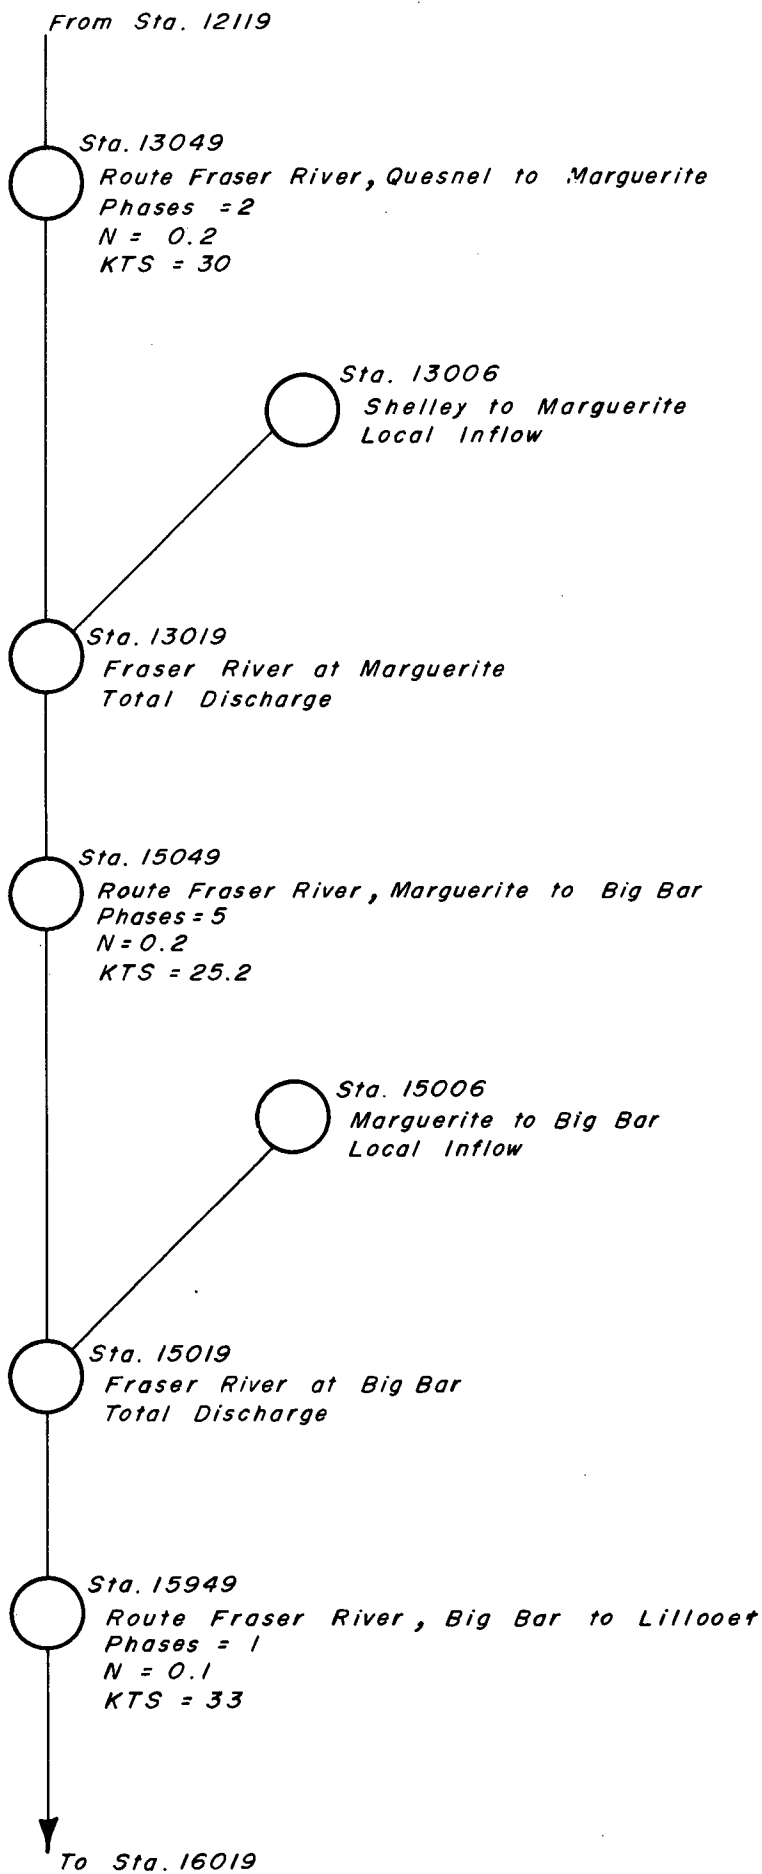 From Sta. 12119
Sta. 13049
Route Fraser River, Quesnel to Marguerite
Phases = 2
N = 0.2
KTS = 30
Sta. 13006
Shelley to Marguerite
Local Inflow
Sta. 13019
Fraser River at Marguerite
Total Discharge
Sta. 15049
Route Fraser River, Marguerite to Big Bar
Phases = 5
N = 0.2
KTS = 25.2
Sta. 15006
Marguerite to Big Bar
Local Inflow
Sta. 15019
Fraser River at Big Bar
Total Discharge
Sta. 15949
Route Fraser River, Big Bar to Lillooet
Phases = 1
N = 0.1
KTS = 33
To Sta. 16019